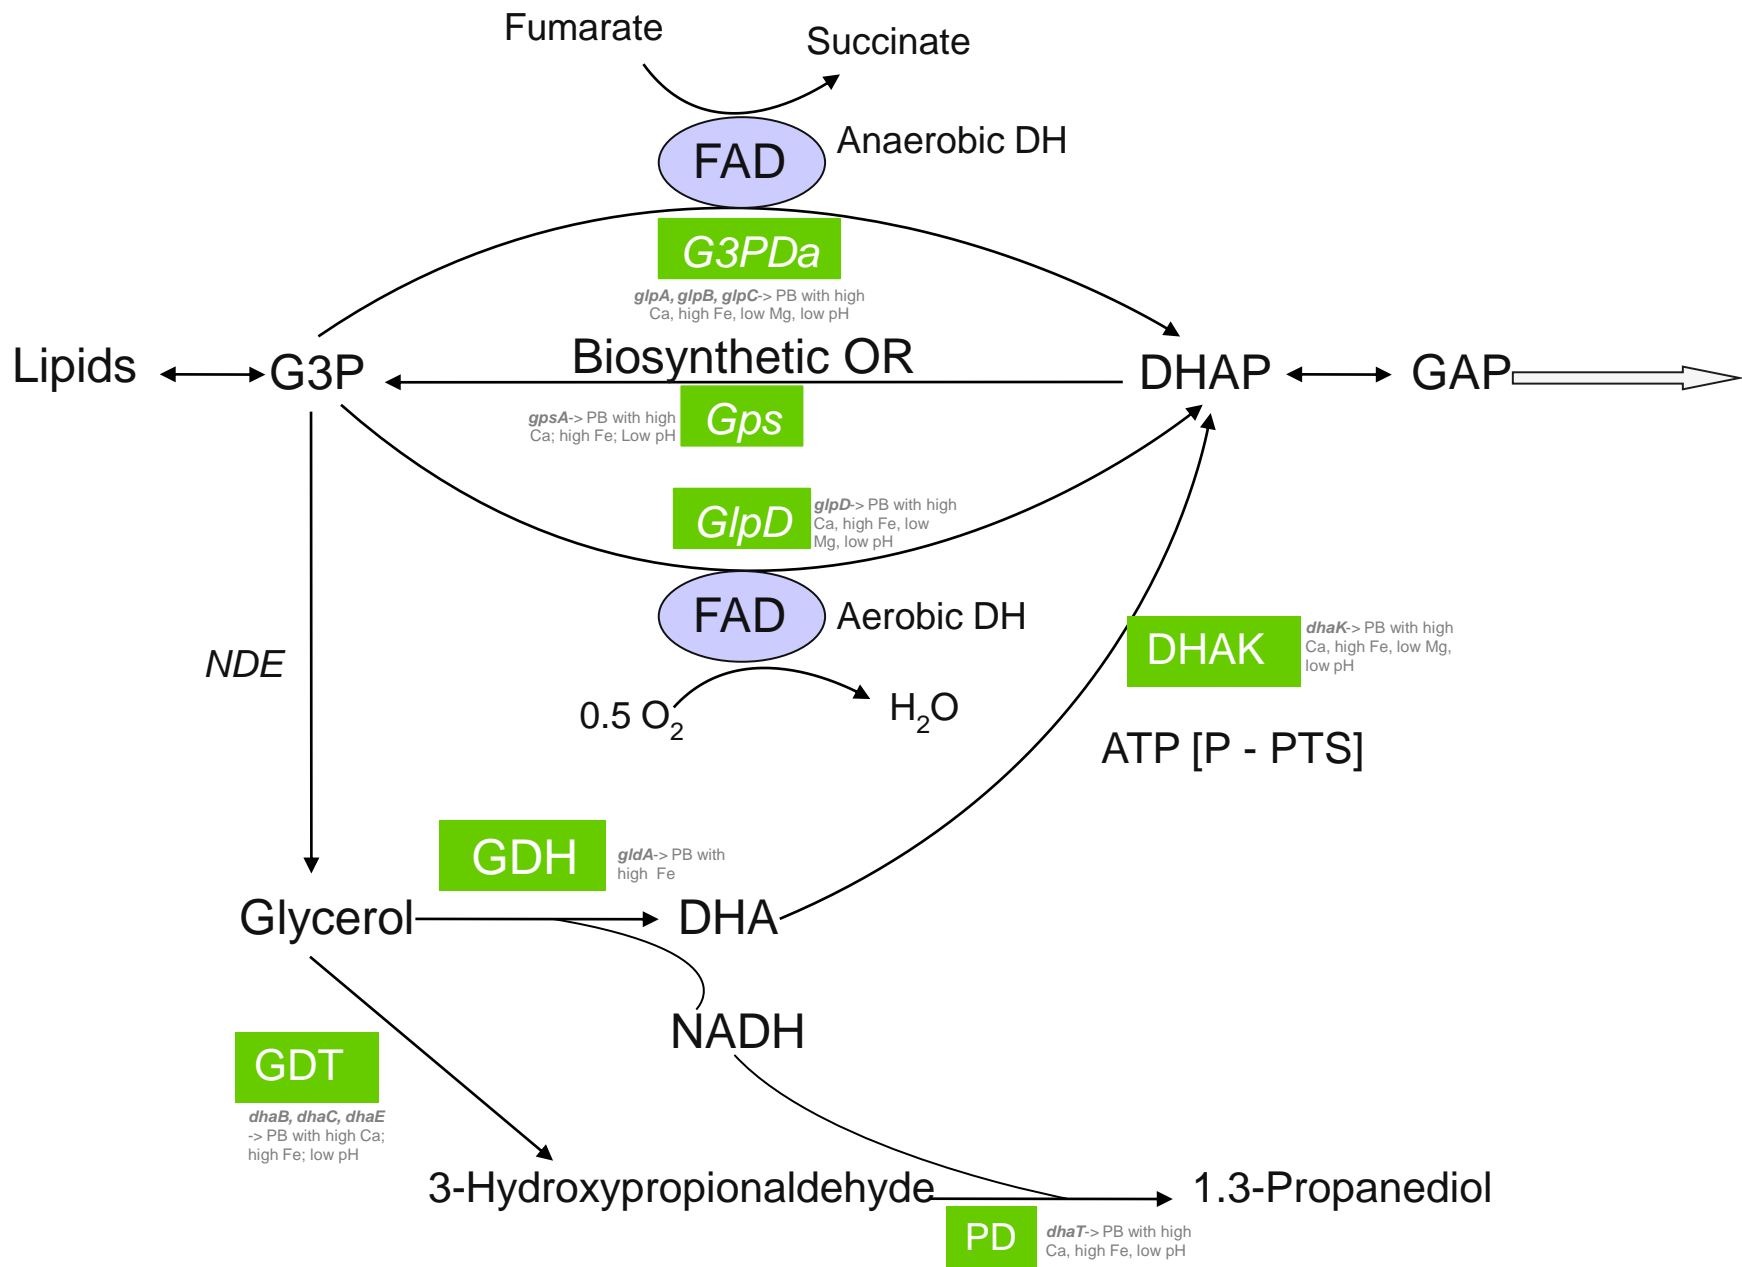 Fumarate
Succinate
FAD
Anaerobic DH
G3PDa
glpA, glpB, glpC-> PB with high
Ca, high Fe, low Mg, low pH
Lipids
G3P
Biosynthetic OR
DHAP
GAP
gpsA-> PB with high
Ca; high Fe; Low pH
Gps
GlpD
glpD-> PB with high
Ca, high Fe, low
Mg, low pH
FAD
Aerobic DH
NDE
DHAK
dhaK-> PB with high
Ca, high Fe, low Mg,
low pH
0.5 O₂
H₂O
ATP [P - PTS]
GDH
gldA-> PB with
high Fe
Glycerol
DHA
NADH
GDT
dhaB, dhaC, dhaE
-> PB with high Ca;
high Fe; low pH
3-Hydroxypropionaldehyde
1.3-Propanediol
PD
dhaT-> PB with high
Ca, high Fe, low pH